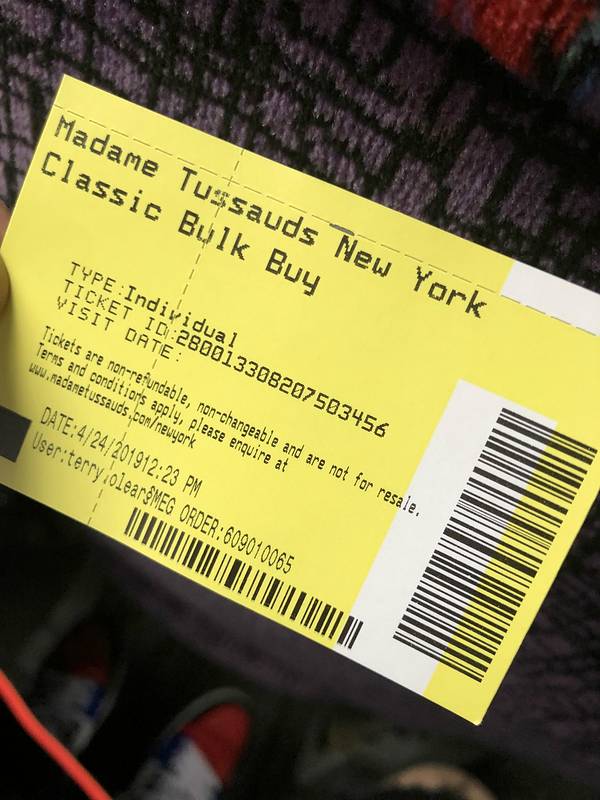 Madame Tussauds New York
Classic Bulk Buy
TYPE:Individual
TICKET ID:280013308207503456
VISIT DATE:
Tickets are non-refundable, non-changeable and are not for resale.
Terms and conditions apply, please enquire at
www.madametussauds.com/newyork
DATE:4/24/201912:23 PM
User:terry.olear$MEG ORDER:609010065